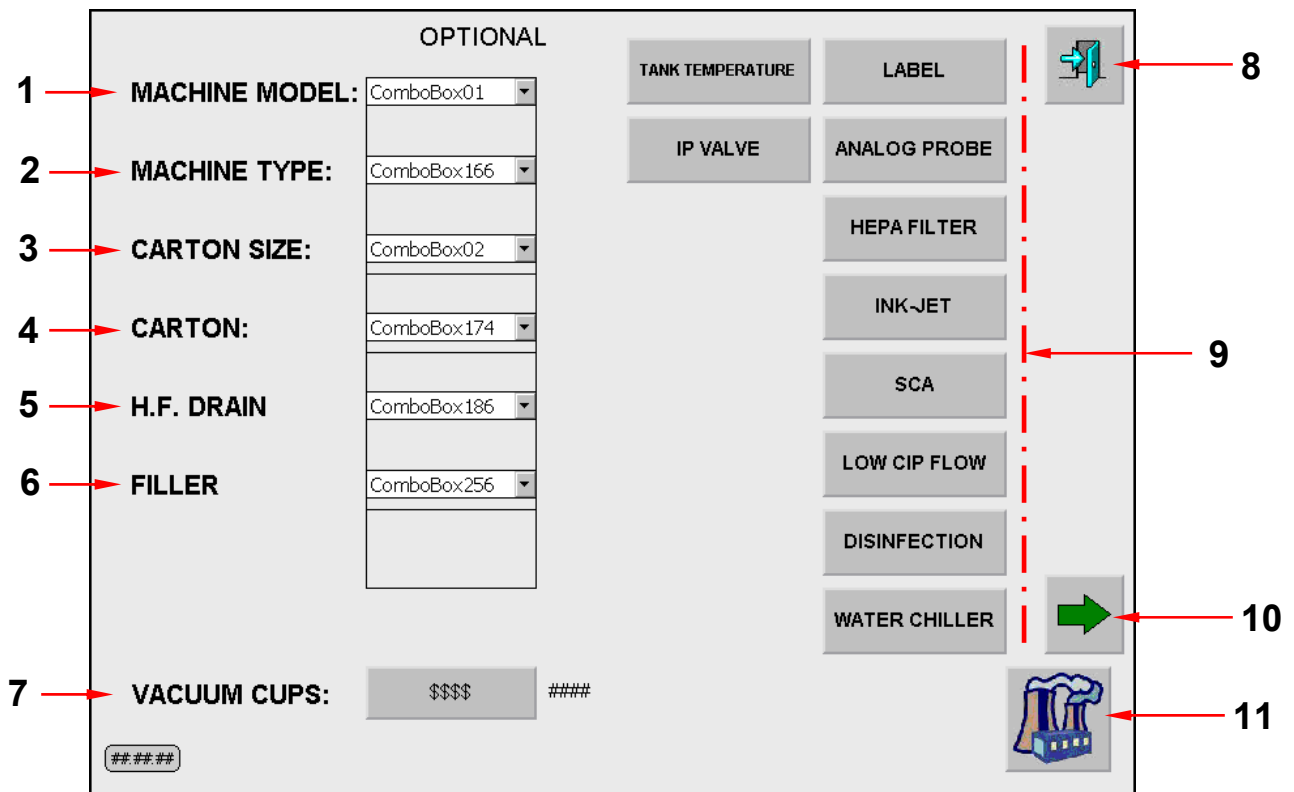 OPTIONAL
1 MACHINE MODEL: ComboBox01
2 MACHINE TYPE: ComboBox166
3 CARTON SIZE: ComboBox02
4 CARTON: ComboBox174
5 H.F. DRAIN ComboBox186
6 FILLER ComboBox256
7 VACUUM CUPS: $$$$ ####
##.##.##
TANK TEMPERATURE
IP VALVE
LABEL
ANALOG PROBE
HEPA FILTER
INK-JET
SCA
LOW CIP FLOW
DISINFECTION
WATER CHILLER
8
9
10
11